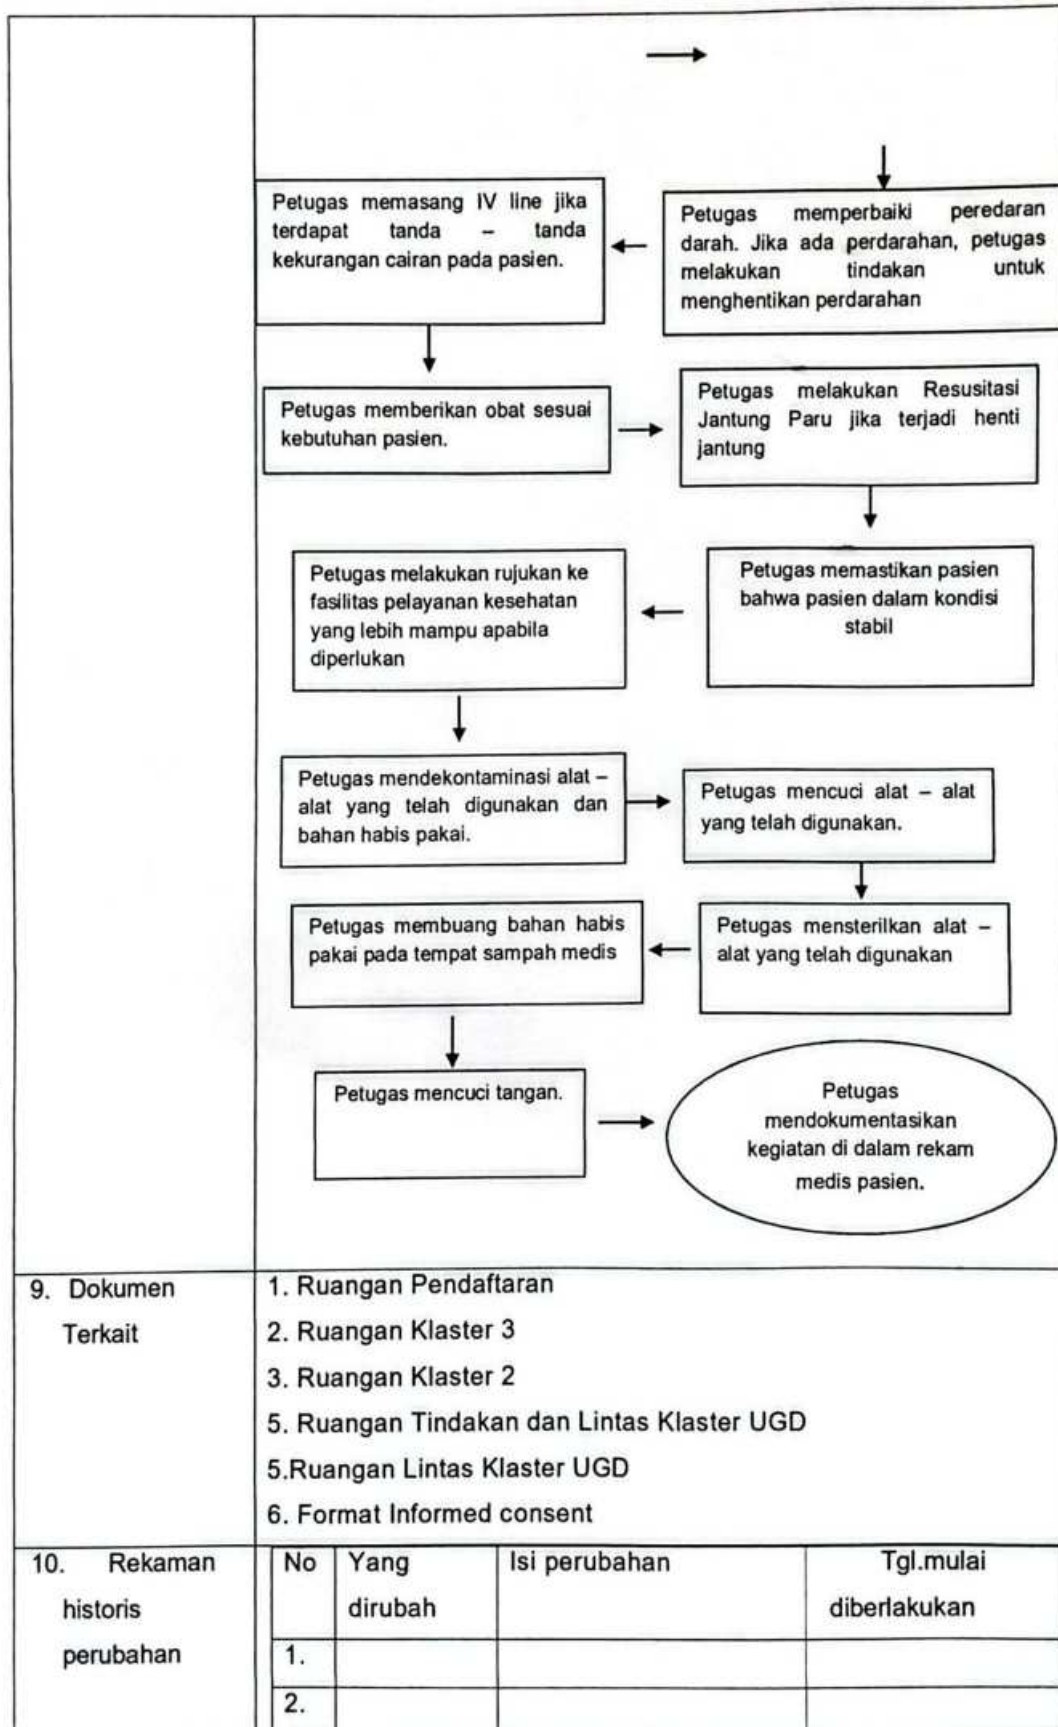 Petugas memasang IV line jika
terdapat tanda – tanda
kekurangan cairan pada pasien.
Petugas memperbaiki peredaran
darah. Jika ada perdarahan, petugas
melakukan tindakan untuk
menghentikan perdarahan
Petugas memberikan obat sesuai
kebutuhan pasien.
Petugas melakukan Resusitasi
Jantung Paru jika terjadi henti
jantung
Petugas melakukan rujukan ke
fasilitas pelayanan kesehatan
yang lebih mampu apabila
diperlukan
Petugas memastikan pasien
bahwa pasien dalam kondisi
stabil
Petugas mendekontaminasi alat –
alat yang telah digunakan dan
bahan habis pakai.
Petugas mencuci alat – alat
yang telah digunakan.
Petugas membuang bahan habis
pakai pada tempat sampah medis
Petugas mensterilkan alat –
alat yang telah digunakan
Petugas mencuci tangan.
Petugas
mendokumentasikan
kegiatan di dalam rekam
medis pasien.
9. Dokumen
Terkait
1. Ruangan Pendaftaran
2. Ruangan Klaster 3
3. Ruangan Klaster 2
5. Ruangan Tindakan dan Lintas Klaster UGD
5.Ruangan Lintas Klaster UGD
6. Format Informed consent
10. Rekaman
historis
perubahan
No
Yang
dirubah
Isi perubahan
Tgl.mulai
diberlakukan
1.
2.